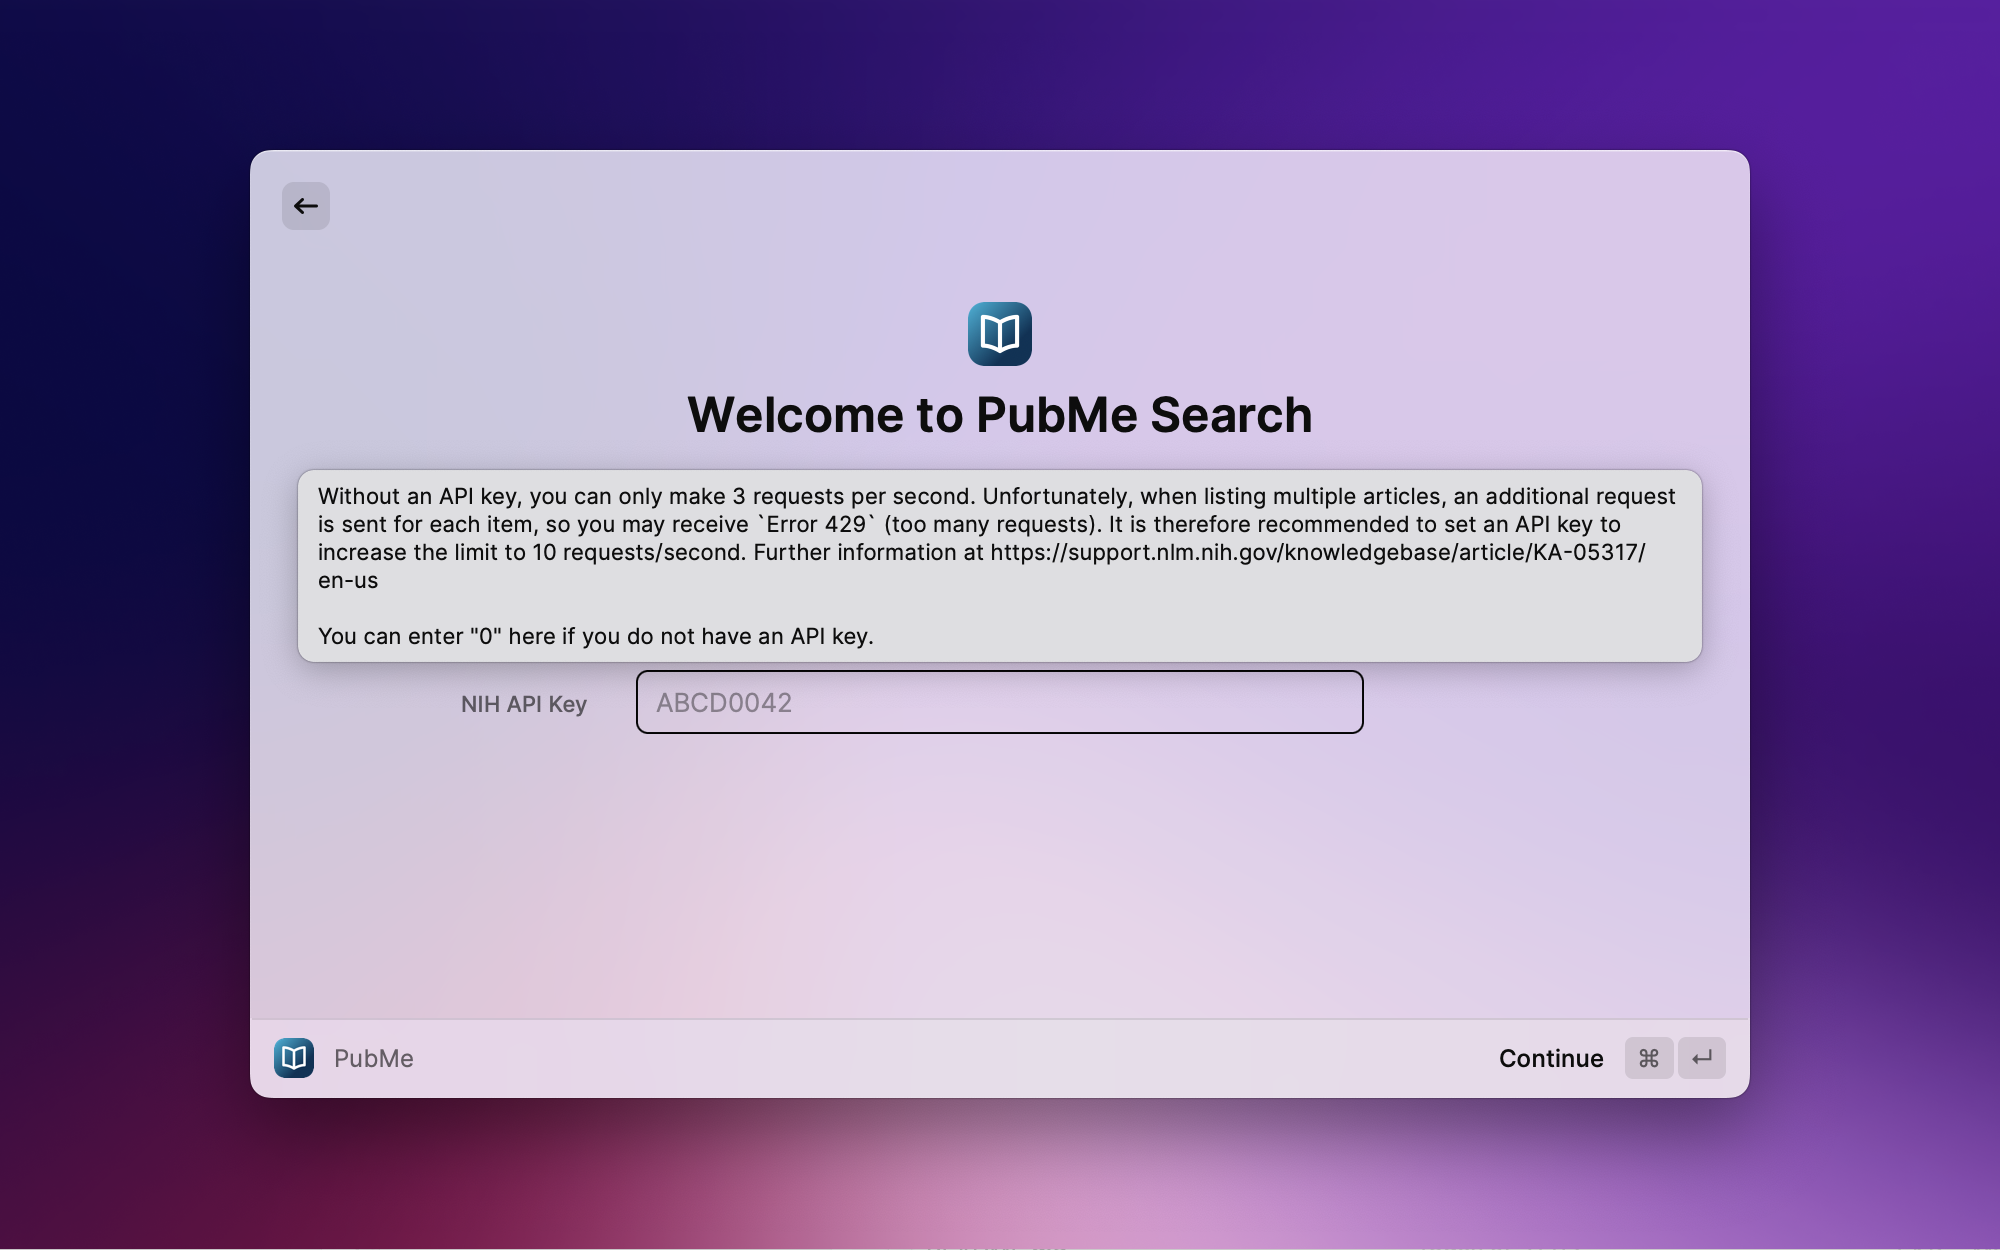 Welcome to PubMe Search
Without an API key, you can only make 3 requests per second. Unfortunately, when listing multiple articles, an additional request
is sent for each item, so you may receive `Error 429` (too many requests). It is therefore recommended to set an API key to
increase the limit to 10 requests/second. Further information at https://support.nlm.nih.gov/knowledgebase/article/KA-05317/
en-us
You can enter "0" here if you do not have an API key.
NIH API Key
ABCD0042
PubMe
Continue ⌘ ↵